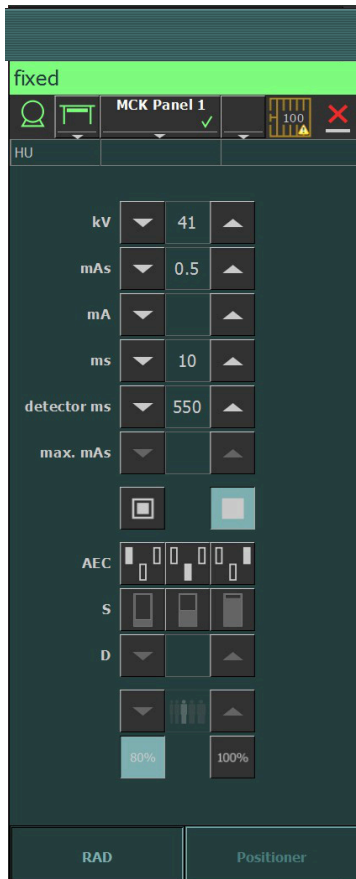 fixed
MCK Panel 1
100
HU
kV 41
mAs 0.5
mA
ms 10
detector ms 550
max. mAs
AEC
S
D
80% 100%
RAD Positioner